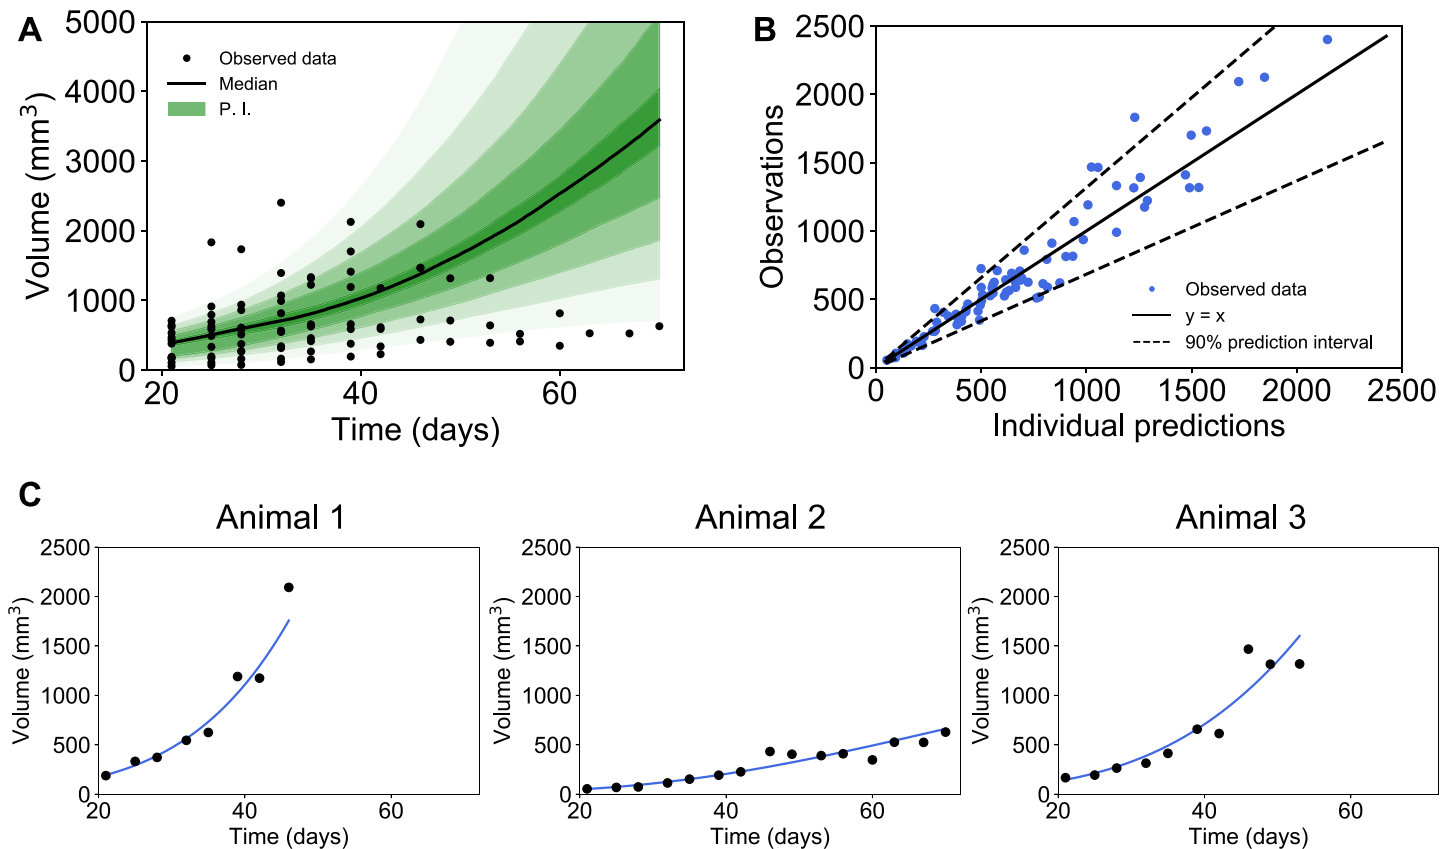 A
5000
4000
3000
2000
1000
0
Volume (mm³)
Observed data
Median
P. I.
20
40
60
Time (days)
B
2500
2000
1500
1000
500
0
Observations
Observed data
y = x
90% prediction interval
0
500
1000
1500
2000
2500
Individual predictions
C
Animal 1
2500
2000
1500
1000
500
0
Volume (mm³)
20
40
60
Time (days)
Animal 2
2500
2000
1500
1000
500
0
Volume (mm³)
20
40
60
Time (days)
Animal 3
2500
2000
1500
1000
500
0
Volume (mm³)
20
40
60
Time (days)